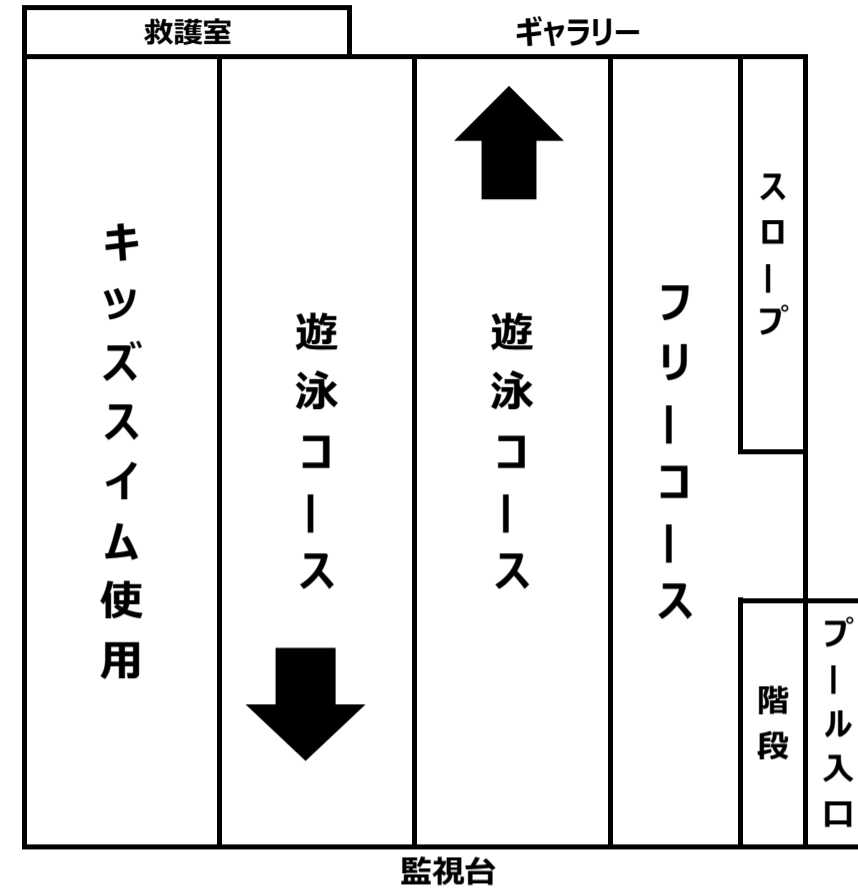 救護室
ギャラリー
キッズスイム使用
遊泳コース
遊泳コース
フリーコース
スロープ
階段
プール入口
監視台